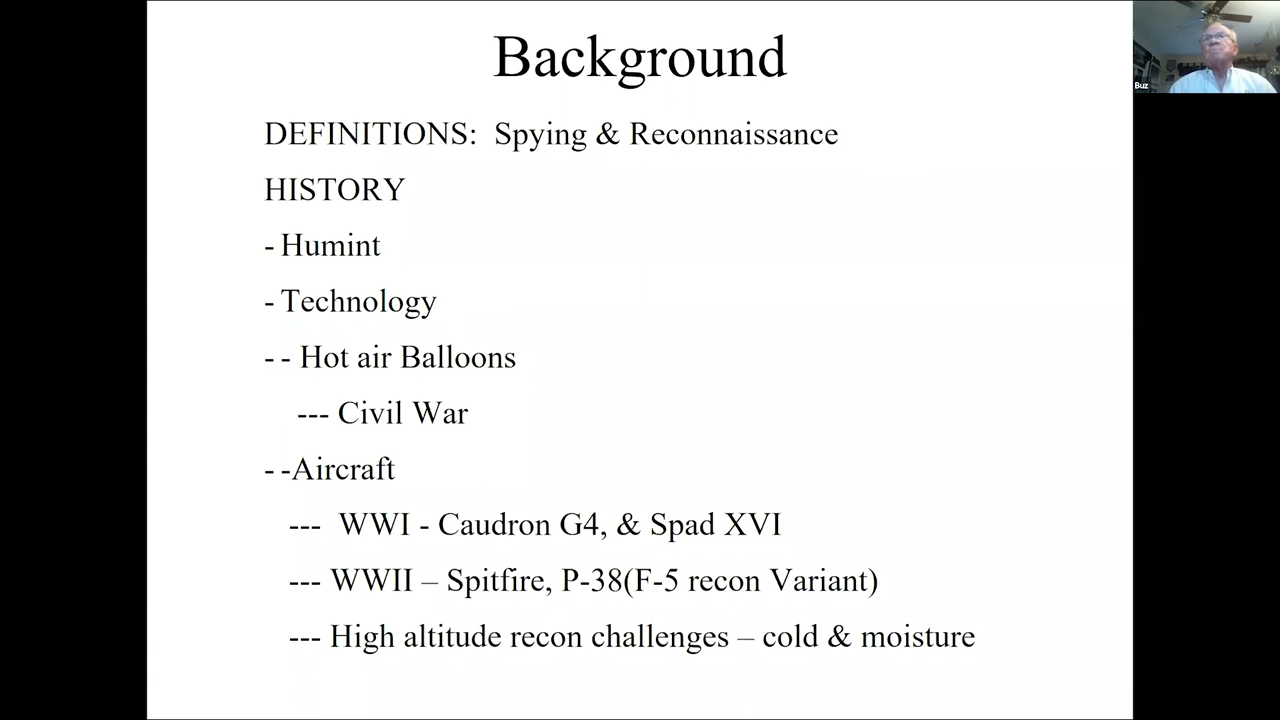 Background
Buz
DEFINITIONS:  Spying & Reconnaissance
HISTORY
- Humint
- Technology
- - Hot air Balloons
--- Civil War
- -Aircraft
---  WWI - Caudron G4, & Spad XVI
--- WWII – Spitfire, P-38(F-5 recon Variant)
--- High altitude recon challenges – cold & moisture